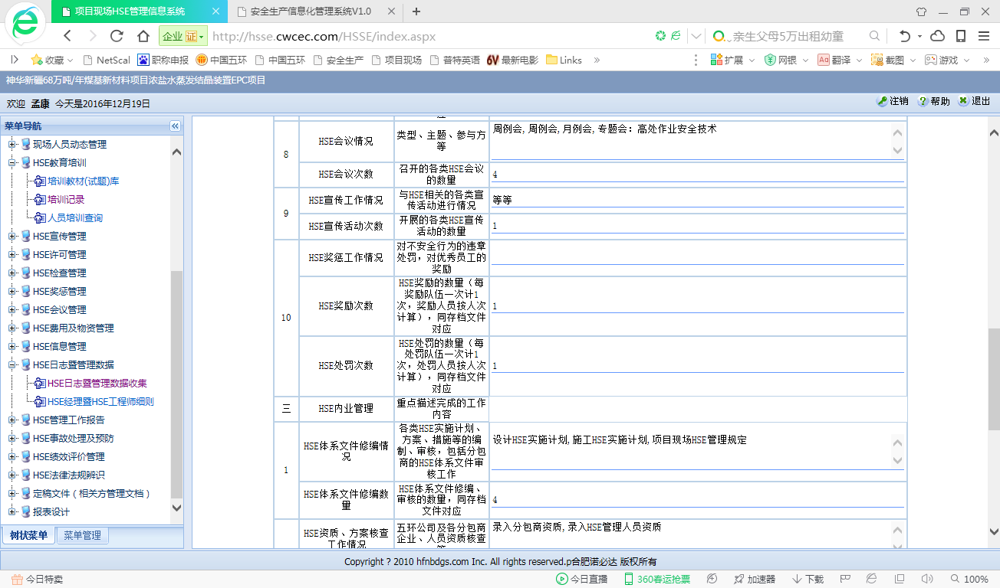 项目现场HSE管理信息系统
安全生产信息化管理系统V1.0
企业 证
http://hsse.cwcec.com/HSSE/index.aspx
亲生父母5万出租幼童
收藏
NetScal
职称申报
中国五环
中国五环
安全生产
项目现场
普特英语
6V 最新电影
Links
扩展
网银
Aa 翻译
截图
游戏
神华新疆68万吨/年煤基新材料项目浓盐水蒸发结晶装置EPC项目
欢迎 孟康 今天是2016年12月19日
注销 帮助 退出
菜单导航
现场人员动态管理
HSE教育培训
培训教材(试题)库
培训记录
人员培训查询
HSE宣传管理
HSE许可管理
HSE检查管理
HSE奖惩管理
HSE会议管理
HSE费用及物资管理
HSE信息管理
HSE日志暨管理数据
HSE日志暨管理数据收集
HSE经理暨HSE工程师细则
HSE管理工作报告
HSE事故处理及预防
HSE绩效评价管理
HSE法律法规辨识
定稿文件（相关方管理文档）
报表设计
树状菜单 菜单管理
8
HSE会议情况
类型、主题、参与方
等
周例会,周例会,月例会,专题会：高处作业安全技术
HSE会议次数
召开的各类HSE会议
的数量
4
9
HSE宣传工作情况
与HSE相关的各类宣
传活动进行情况
等等
HSE宣传活动次数
开展的各类HSE宣传
活动的数量
1
10
HSE奖惩工作情况
对不安全行为的违章
处罚，对优秀员工的
奖励
HSE奖励次数
HSE奖励的数量（每
奖励队伍一次计1
次，奖励人员按人次
计算），同存档文件
对应
1
HSE处罚次数
HSE处罚的数量（每
处罚队伍一次计1
次，处罚人员按人次
计算），同存档文件
对应
1
三
HSE内业管理
重点描述完成的工作
内容
1
HSE体系文件修编情
况
各类HSE实施计划、
方案、措施等的编
制、审核，包括分包
商的HSE体系文件审
核工作
设计HSE实施计划,施工HSE实施计划,项目现场HSE管理规定
HSE体系文件修编数
量
HSE体系文件修编、
审核的数量，同存档
文件对应
4
HSE资质、方案核查
工作情况
五环公司及各分包商
企业、人员资质核查
录入分包商资质,录入HSE管理人员资质
Copyright ? 2010 hfnbdgs.com Inc. All rights reserved.p合肥诺必达 版权所有
今日特卖
今日直播
360春运抢票
加速器
下载
100%